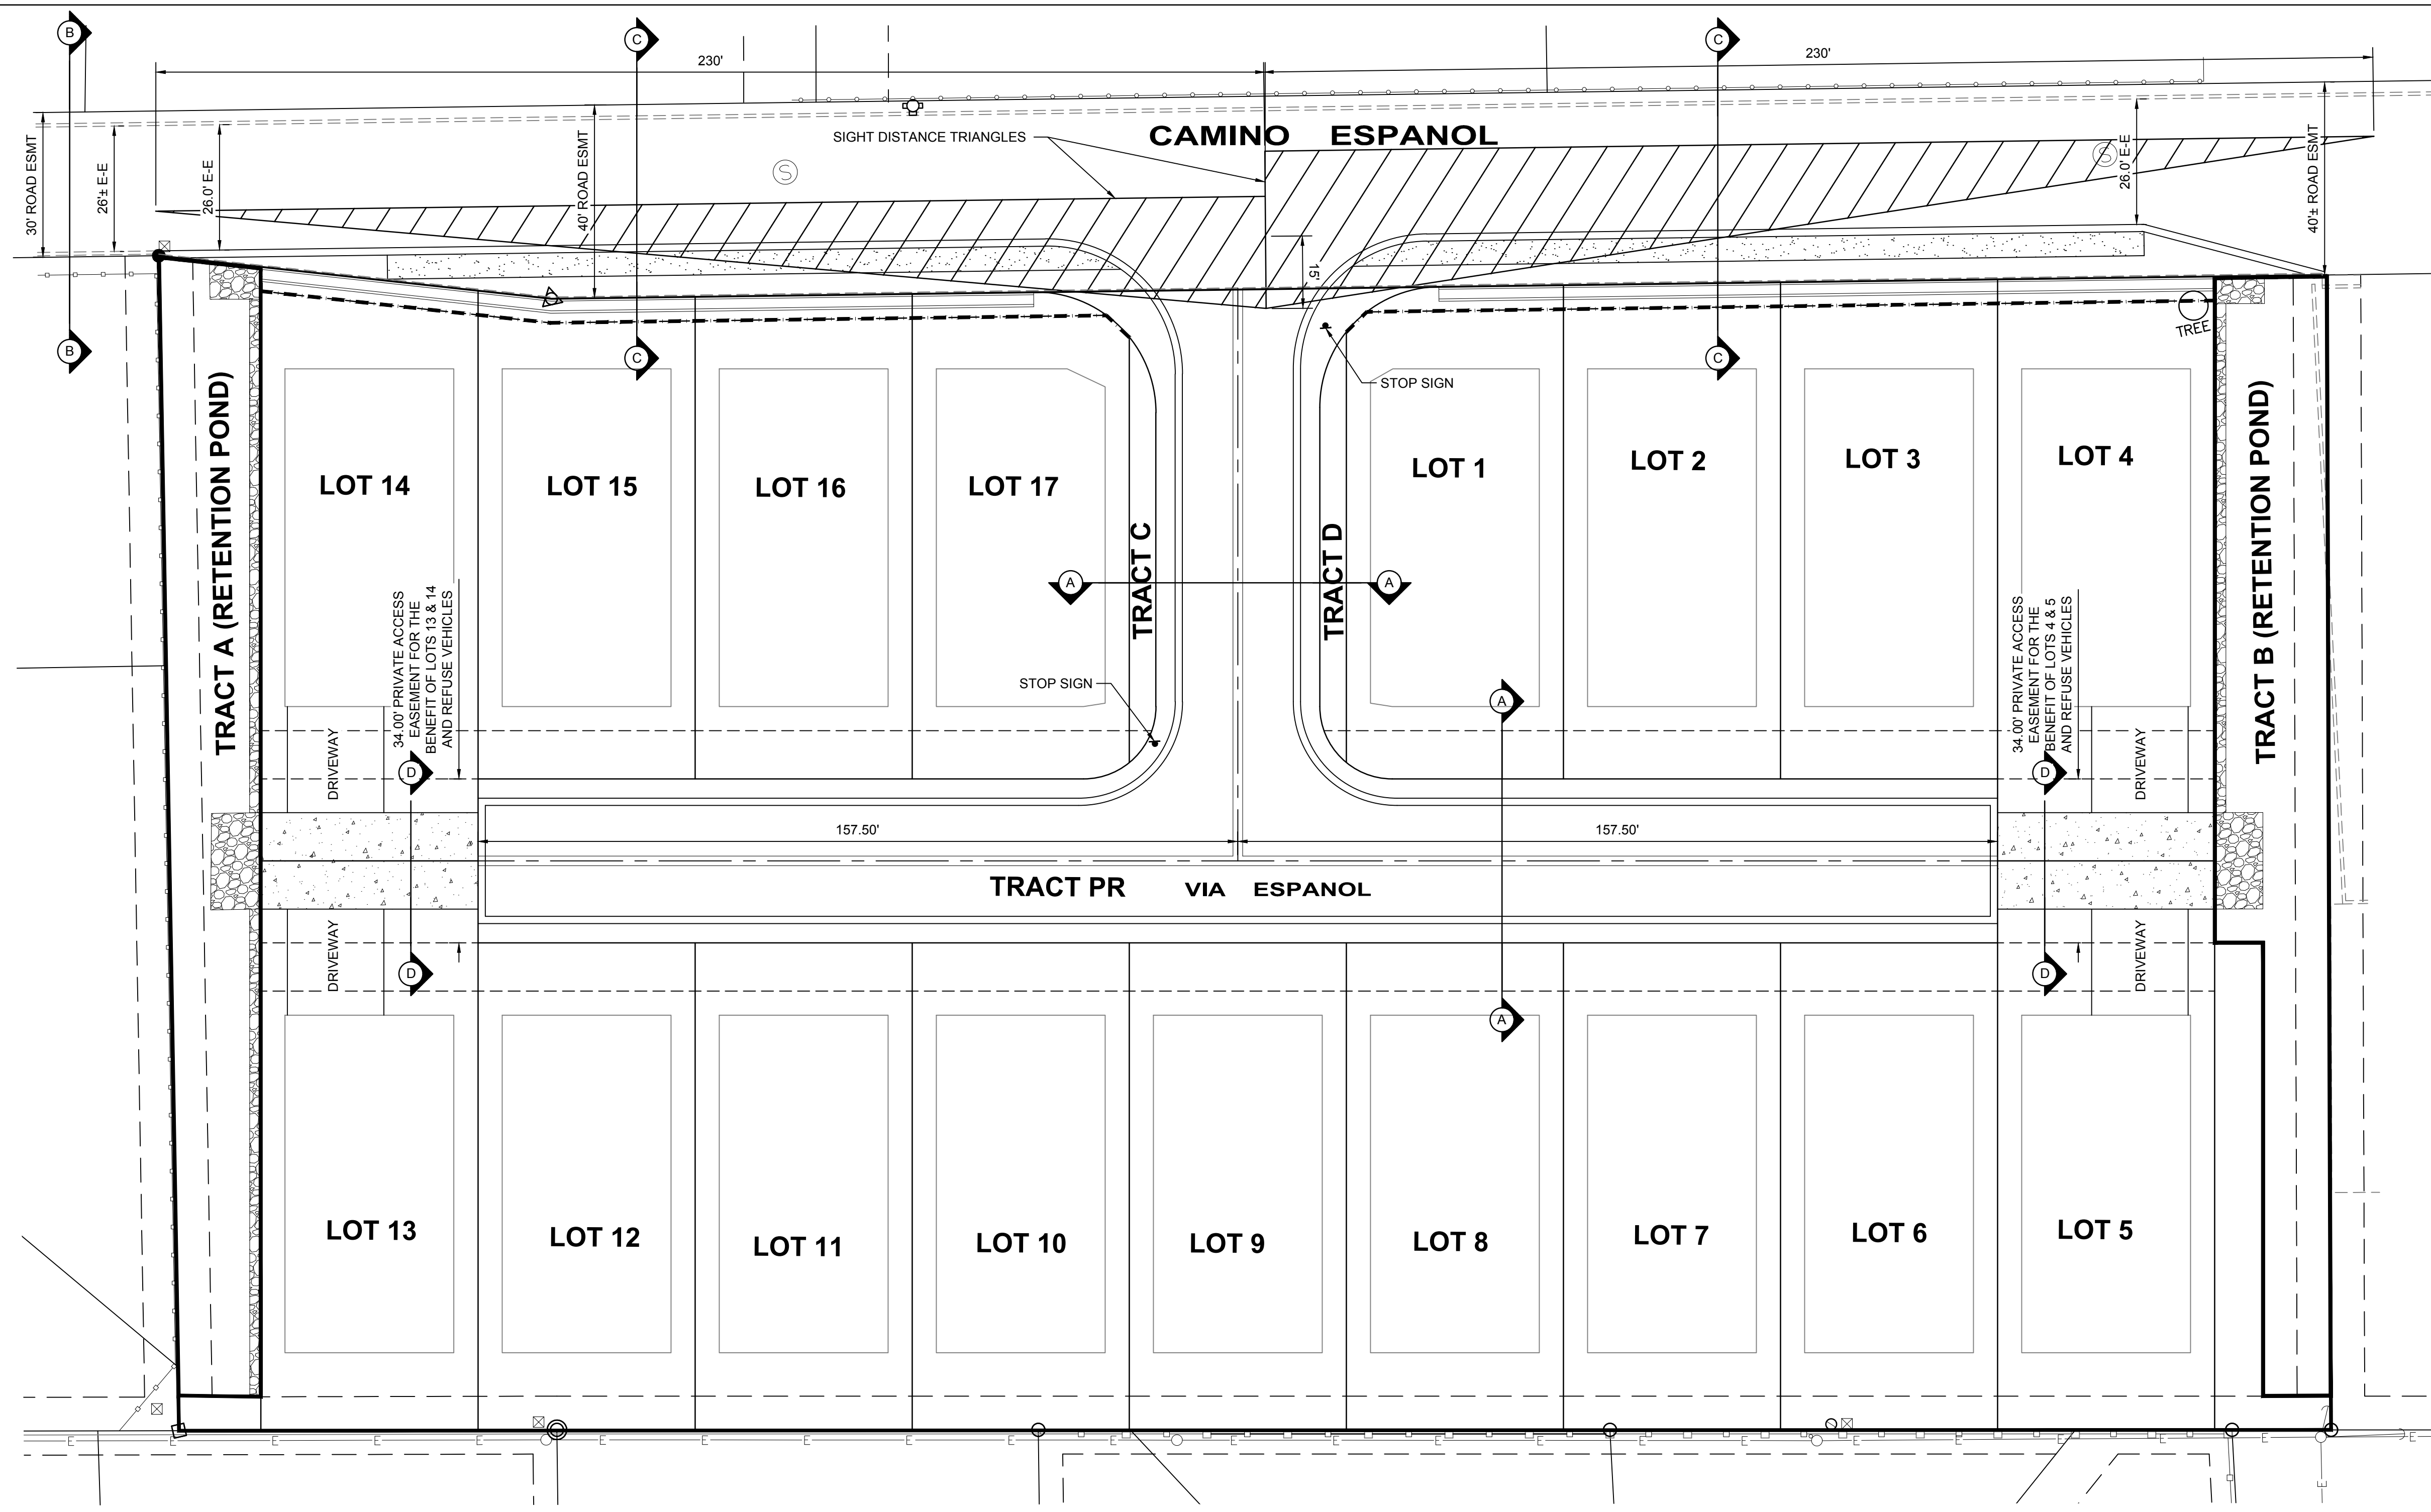 B
C
C
230'
230'
30' ROAD ESMT
26'± E-E
26.0' E-E
40' ROAD ESMT
SIGHT DISTANCE TRIANGLES
CAMINO ESPANOL
S
S
26.0' E-E
40'± ROAD ESMT
15'
B
C
C
TREE
STOP SIGN
TRACT A (RETENTION POND)
LOT 14
LOT 15
LOT 16
LOT 17
TRACT C
TRACT D
LOT 1
LOT 2
LOT 3
LOT 4
TRACT B (RETENTION POND)
A
A
34.00' PRIVATE ACCESS
EASEMENT FOR THE
BENEFIT OF LOTS 13 & 14
AND REFUSE VEHICLES
34.00' PRIVATE ACCESS
EASEMENT FOR THE
BENEFIT OF LOTS 4 & 5
AND REFUSE VEHICLES
STOP SIGN
A
DRIVEWAY
D
D
DRIVEWAY
157.50'
157.50'
TRACT PR VIA ESPANOL
DRIVEWAY
D
D
DRIVEWAY
A
LOT 13
LOT 12
LOT 11
LOT 10
LOT 9
LOT 8
LOT 7
LOT 6
LOT 5
E E E E E E E E E E E E E E E E E E E E E E E E